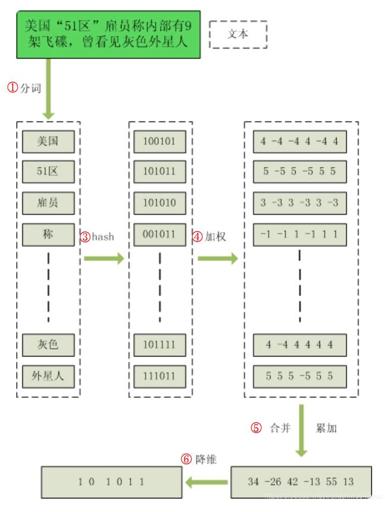 美国“51区”雇员称内部有9
架飞碟，曾看见灰色外星人
文本
①分词
美国
100101
4 -4 -4 4 -4 4
51区
101011
5 -5 5 -5 5 5
雇员
101010
3 -3 3 -3 3 -3
称
③hash
001011
④加权
-1 -1 1 -1 1 1
灰色
101111
4 -4 4 4 4 4
外星人
111011
5 5 5 -5 5 5
⑤ 合并 累加
⑥ 降维
1 0 1 0 1 1
34 -26 42 -13 55 13